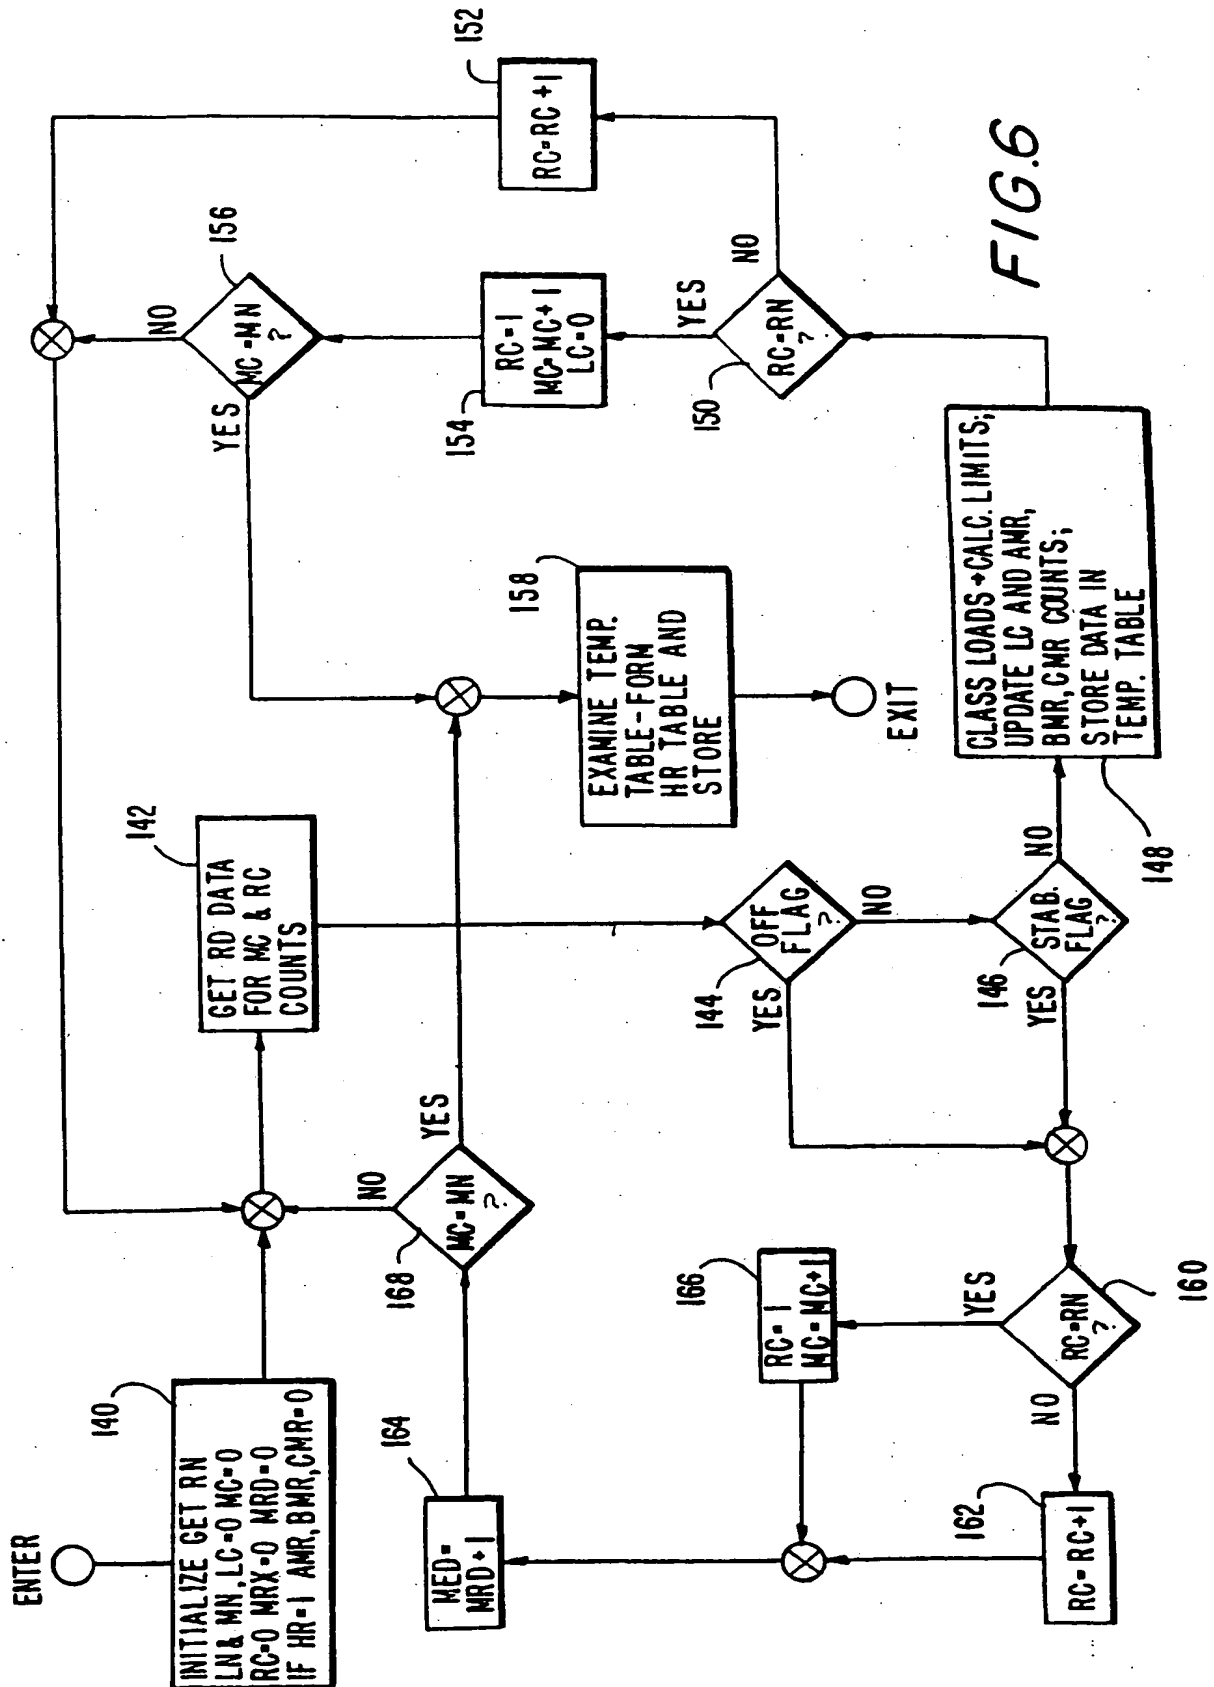 ENTER
140
INITIALIZE GET RN
LN & MN, LC=0 MC=0
RC=0 MRX=0 MRD=0
IF HR=1 AMR,BMR,CMR=0
142
GET RD DATA
FOR MC & RC
COUNTS
144
OFF
FLAG
?
YES
NO
146
STAB.
FLAG
?
YES
NO
148
CLASS LOADS+CALC. LIMITS;
UPDATE LC AND AMR,
BMR,CMR COUNTS;
STORE DATA IN
TEMP. TABLE
150
RC=RN
?
YES
NO
152
RC=RC+1
154
RC=1
MC=MC+1
LC=0
156
MC=MN
?
YES
NO
158
EXAMINE TEMP.
TABLE-FORM
HR TABLE AND
STORE
EXIT
160
RC=RN
?
YES
NO
162
RC=RC+1
164
MED=
MRD+1
166
RC=1
MC=MC+1
168
MC=MN
?
YES
NO
FIG.6